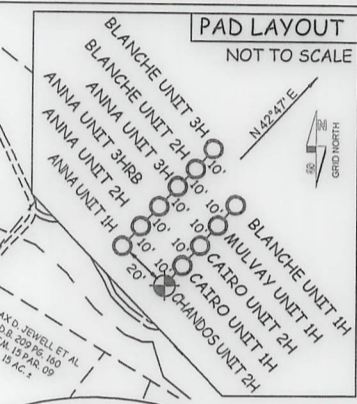 PAD LAYOUT
NOT TO SCALE
BLANCHE UNIT 3H
BLANCHE UNIT 2H
ANNA UNIT 3H
ANNA UNIT 3HRB
ANNA UNIT 2H
ANNA UNIT 1H
N 42°47' E
GRID NORTH
10'
10'
10'
10'
10'
20'
10'
10'
10'
10'
BLANCHE UNIT 1H
MULVAY UNIT 1H
CAIRO UNIT 2H
CAIRO UNIT 1H
CHANDOS UNIT 2H
AX D. JEWELL ET AL
D.B. 209 PG. 160
M. 15 PAR. 09
15 AC. ±